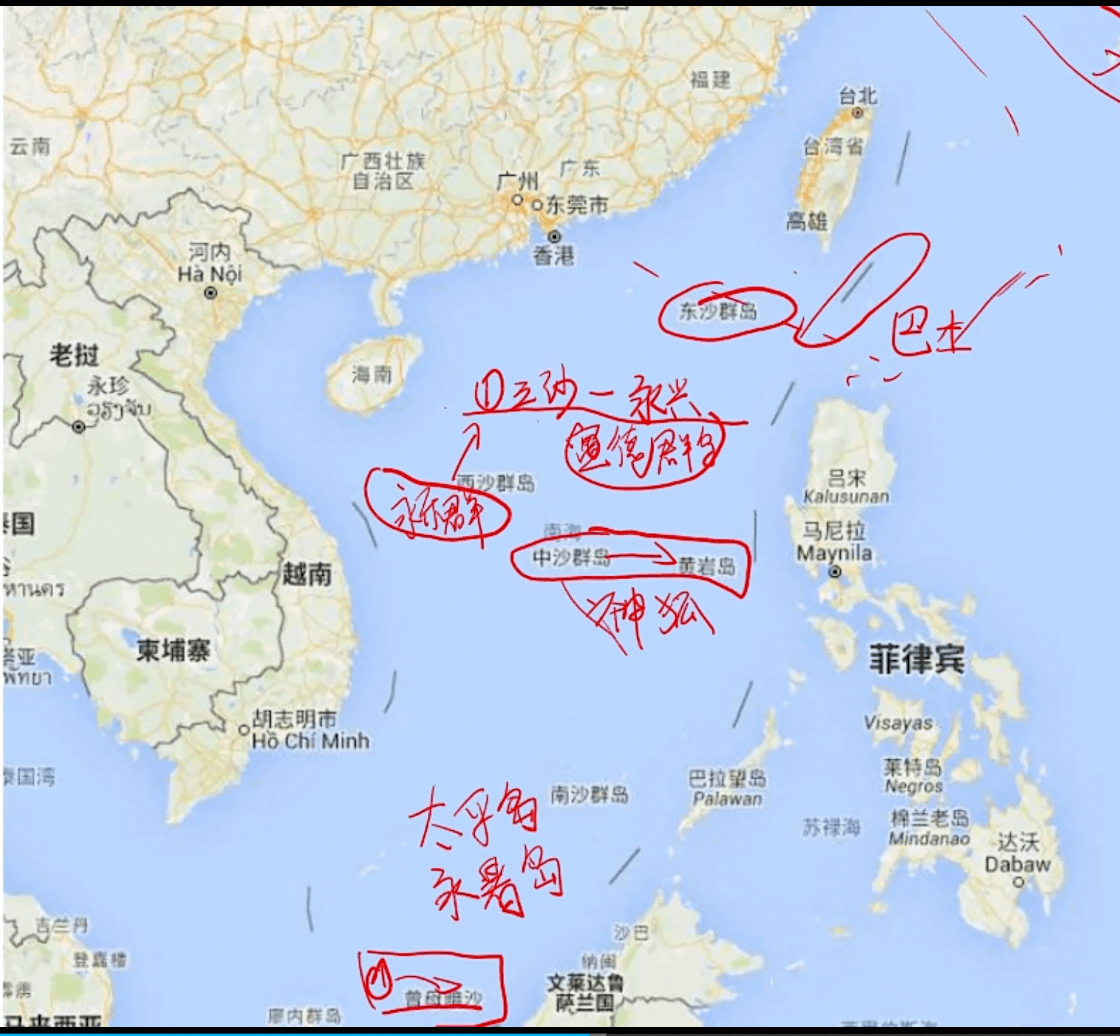 福建
台北
台湾省
云南
广西壮族
自治区
广东
广州
东莞市
香港
高雄
河内
Hà Nội
东沙群岛
老挝
永珍
ວຽງຈັນ
海南
①三沙－永兴
宣德群岛
西沙群岛
永乐群
吕宋
Kalusunan
南海
中沙群岛
黄岩岛
马尼拉
Maynila
越南
神狐
柬埔寨
菲律宾
胡志明市
Hồ Chí Minh
Visayas
泰国湾
南沙群岛
巴拉望岛
Palawan
莱特岛
Negros
太平岛
永暑岛
苏禄海
棉兰老岛
Mindanao
达沃
Dabaw
吉兰丹
登嘉楼
沙巴
纳闽
文莱达鲁
萨兰国
曾母暗沙
廖内群岛
马来西亚